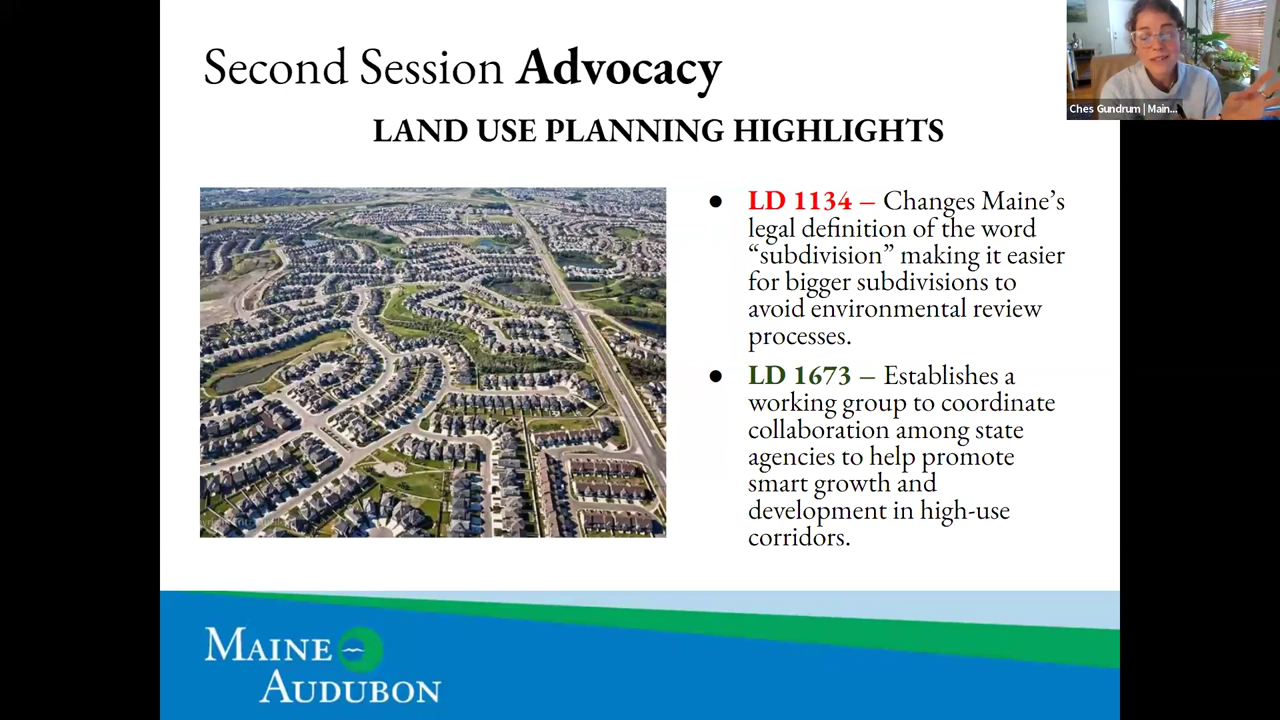 Second Session Advocacy
LAND USE PLANNING HIGHLIGHTS
● LD 1134 – Changes Maine’s
legal definition of the word
“subdivision” making it easier
for bigger subdivisions to
avoid environmental review
processes.
● LD 1673 – Establishes a
working group to coordinate
collaboration among state
agencies to help promote
smart growth and
development in high-use
corridors.
MAINE
AUDUBON
Ches Gundrum | Main...